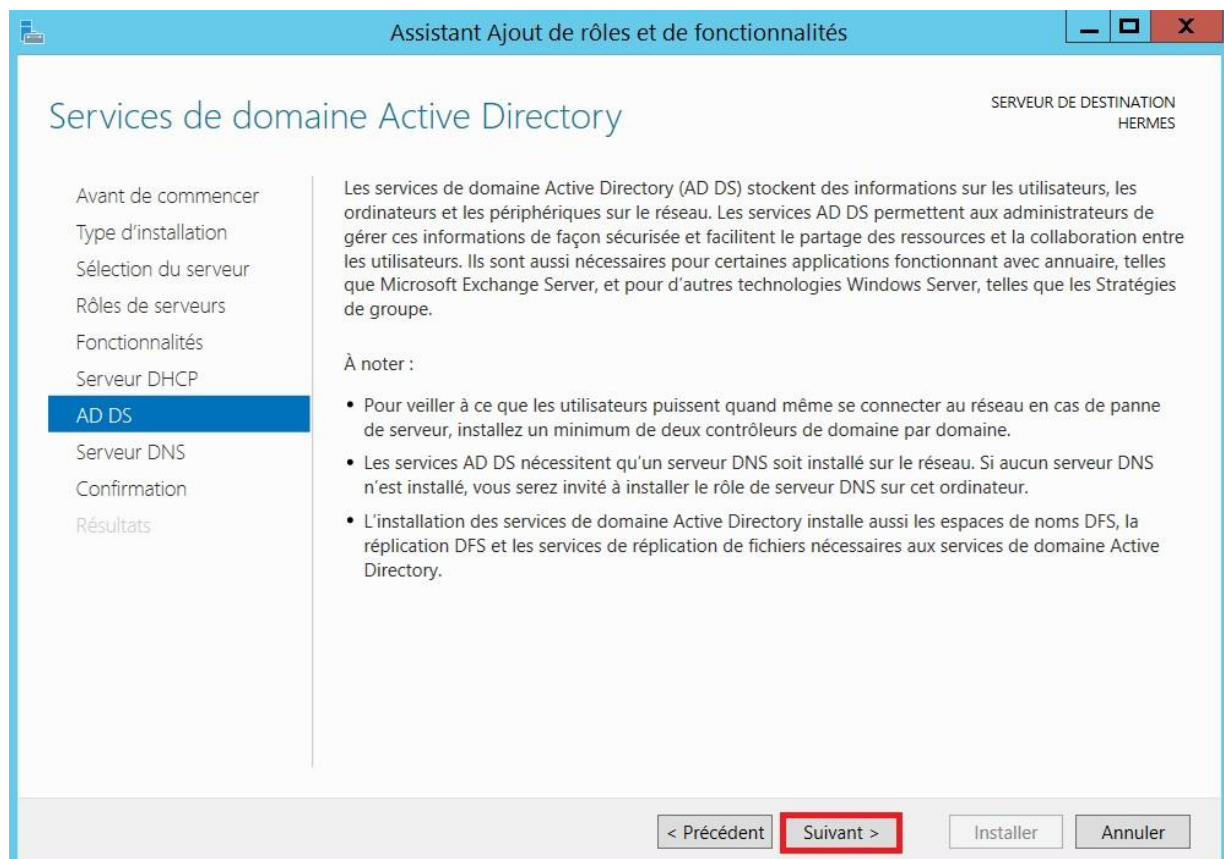 Assistant Ajout de rôles et de fonctionnalités
Services de domaine Active Directory
SERVEUR DE DESTINATION
HERMES
Avant de commencer
Type d'installation
Sélection du serveur
Rôles de serveurs
Fonctionnalités
Serveur DHCP
AD DS
Serveur DNS
Confirmation
Résultats
Les services de domaine Active Directory (AD DS) stockent des informations sur les utilisateurs, les
ordinateurs et les périphériques sur le réseau. Les services AD DS permettent aux administrateurs de
gérer ces informations de façon sécurisée et facilitent le partage des ressources et la collaboration entre
les utilisateurs. Ils sont aussi nécessaires pour certaines applications fonctionnant avec annuaire, telles
que Microsoft Exchange Server, et pour d'autres technologies Windows Server, telles que les Stratégies
de groupe.
À noter :
• Pour veiller à ce que les utilisateurs puissent quand même se connecter au réseau en cas de panne
de serveur, installez un minimum de deux contrôleurs de domaine par domaine.
• Les services AD DS nécessitent qu'un serveur DNS soit installé sur le réseau. Si aucun serveur DNS
n'est installé, vous serez invité à installer le rôle de serveur DNS sur cet ordinateur.
• L'installation des services de domaine Active Directory installe aussi les espaces de noms DFS, la
réplication DFS et les services de réplication de fichiers nécessaires aux services de domaine Active
Directory.
< Précédent
Suivant >
Installer
Annuler